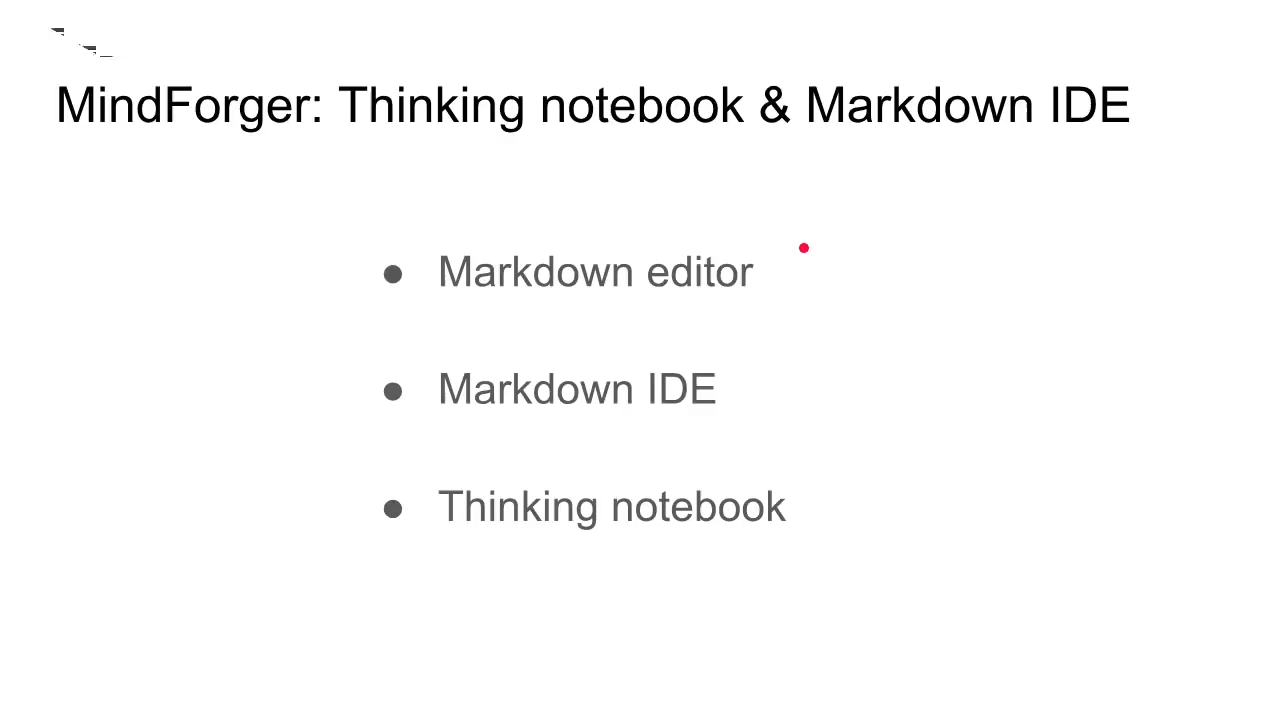 MindForger: Thinking notebook & Markdown IDE
● Markdown editor
● Markdown IDE
● Thinking notebook